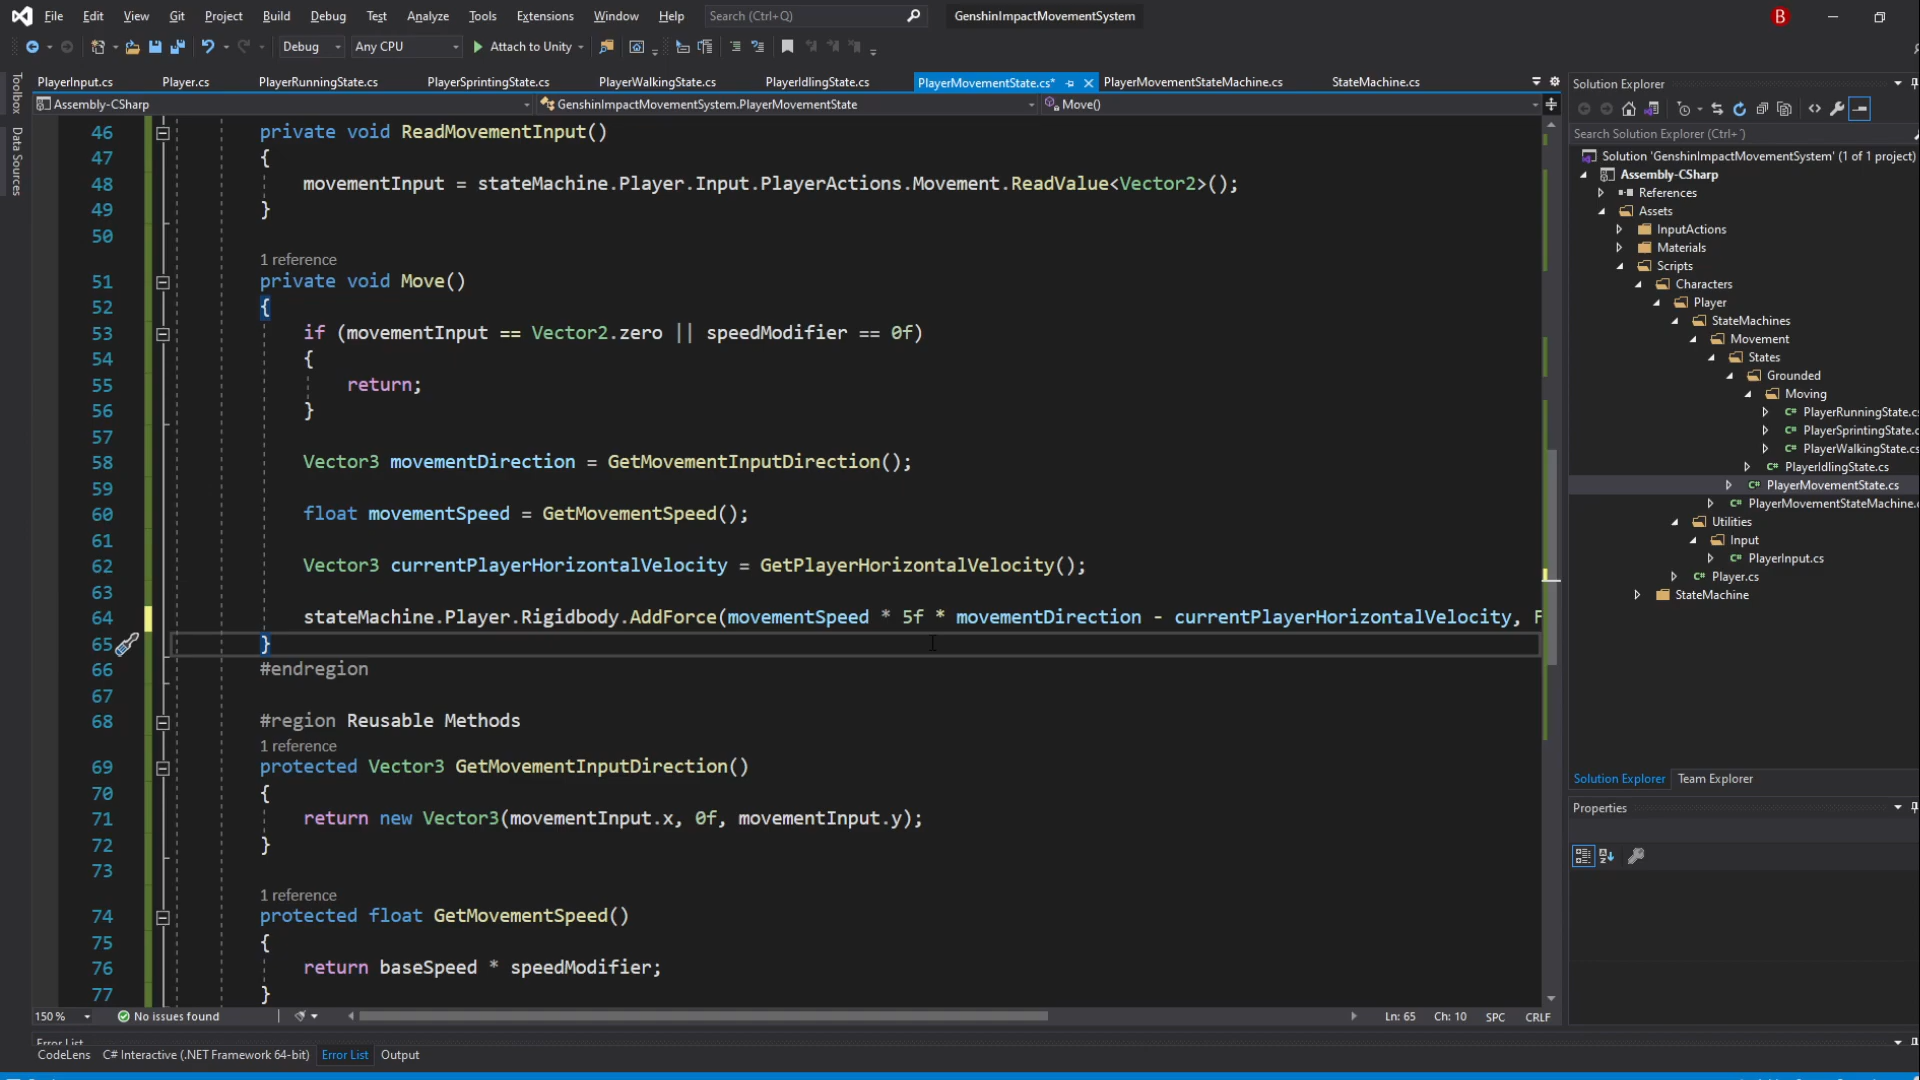 File Edit View Git Project Build Debug Test Analyze Tools Extensions Window Help Search (Ctrl+Q) GenshinImpactMovementSystem B
Debug Any CPU Attach to Unity
PlayerInput.cs Player.cs PlayerRunningState.cs PlayerSprintingState.cs PlayerWalkingState.cs PlayerIdlingState.cs PlayerMovementState.cs* PlayerMovementStateMachine.cs StateMachine.cs
Assembly-CSharp GenshinImpactMovementSystem.PlayerMovementState Move()
Toolbox
Data Sources
46 private void ReadMovementInput()
47 {
48 movementInput = stateMachine.Player.Input.PlayerActions.Movement.ReadValue<Vector2>();
49 }
50
1 reference
51 private void Move()
52 {
53 if (movementInput == Vector2.zero || speedModifier == 0f)
54 {
55 return;
56 }
57
58 Vector3 movementDirection = GetMovementInputDirection();
59
60 float movementSpeed = GetMovementSpeed();
61
62 Vector3 currentPlayerHorizontalVelocity = GetPlayerHorizontalVelocity();
63
64 stateMachine.Player.Rigidbody.AddForce(movementSpeed * 5f * movementDirection - currentPlayerHorizontalVelocity, F
65 }
66 #endregion
67
68 #region Reusable Methods
1 reference
69 protected Vector3 GetMovementInputDirection()
70 {
71 return new Vector3(movementInput.x, 0f, movementInput.y);
72 }
73
1 reference
74 protected float GetMovementSpeed()
75 {
76 return baseSpeed * speedModifier;
77 }
150 % No issues found Ln: 65 Ch: 10 SPC CRLF
Error List
CodeLens C# Interactive (.NET Framework 64-bit) Error List Output
Solution Explorer
Search Solution Explorer (Ctrl+¨)
Solution 'GenshinImpactMovementSystem' (1 of 1 project)
Assembly-CSharp
References
Assets
InputActions
Materials
Scripts
Characters
Player
StateMachines
Movement
States
Grounded
Moving
C# PlayerRunningState.cs
C# PlayerSprintingState.c
C# PlayerWalkingState.cs
C# PlayerIdlingState.cs
C# PlayerMovementState.cs
C# PlayerMovementStateMachine.c
Utilities
Input
C# PlayerInput.cs
C# Player.cs
StateMachine
Solution Explorer Team Explorer
Properties